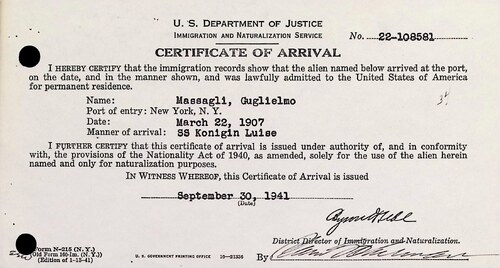 U. S. DEPARTMENT OF JUSTICE
IMMIGRATION AND NATURALIZATION SERVICE
No. 22-108581
CERTIFICATE OF ARRIVAL
I HEREBY CERTIFY that the immigration records show that the alien named below arrived at the port,
on the date, and in the manner shown, and was lawfully admitted to the United States of America
for permanent residence.
Name: Massagli, Guglielmo
Port of entry: New York, N. Y.
Date: March 22, 1907
Manner of arrival: SS Konigin Luise
I FURTHER CERTIFY that this certificate of arrival is issued under authority of, and in conformity
with, the provisions of the Nationality Act of 1940, as amended, solely for the use of the alien herein
named and only for naturalization purposes.
IN WITNESS WHEREOF, this Certificate of Arrival is issued
September 30, 1941
(Date)
District Director of Immigration and Naturalization.
Form N-215 (N. Y.)
Old Form 160-Im. (N. Y.)
(Edition of 1-13-41)
U. S. GOVERNMENT PRINTING OFFICE
By